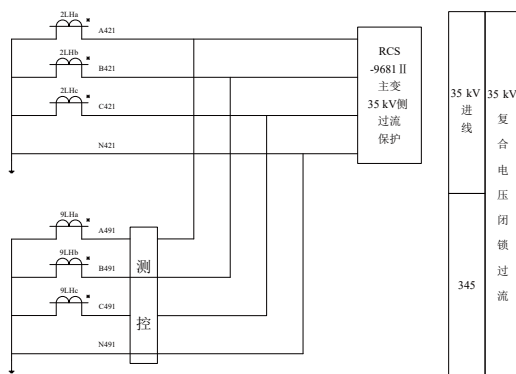 2LHa
*
A421
2LHb
*
B421
2LHc
*
C421
N421
RCS
-9681Ⅱ
主变
35 kV侧
过流
保护
9LHa
*
A491
9LHb
*
B491
9LHc
*
C491
N491
测
控
35 kV
进
线
345
35 kV
复
合
电
压
闭
锁
过
流